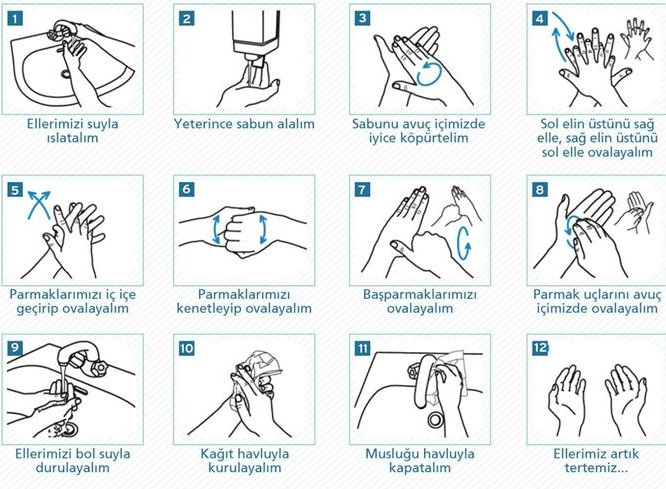 1
Ellerimizi suyla
ıslatalım
2
Yeterince sabun alalım
3
Sabunu avuç içimizde
iyice köpürtelim
4
Sol elin üstünü sağ
elle, sağ elin üstünü
sol elle ovalayalım
5
Parmaklarımızı iç içe
geçirip ovalayalım
6
Parmaklarımızı
kenetleyip ovalayalım
7
Başparmaklarımızı
ovalayalım
8
Parmak uçlarını avuç
içimizde ovalayalım
9
Ellerimizi bol suyla
durulayalım
10
Kağıt havluyla
kurulayalım
11
Musluğu havluyla
kapatalım
12
Ellerimiz artık
tertemiz...